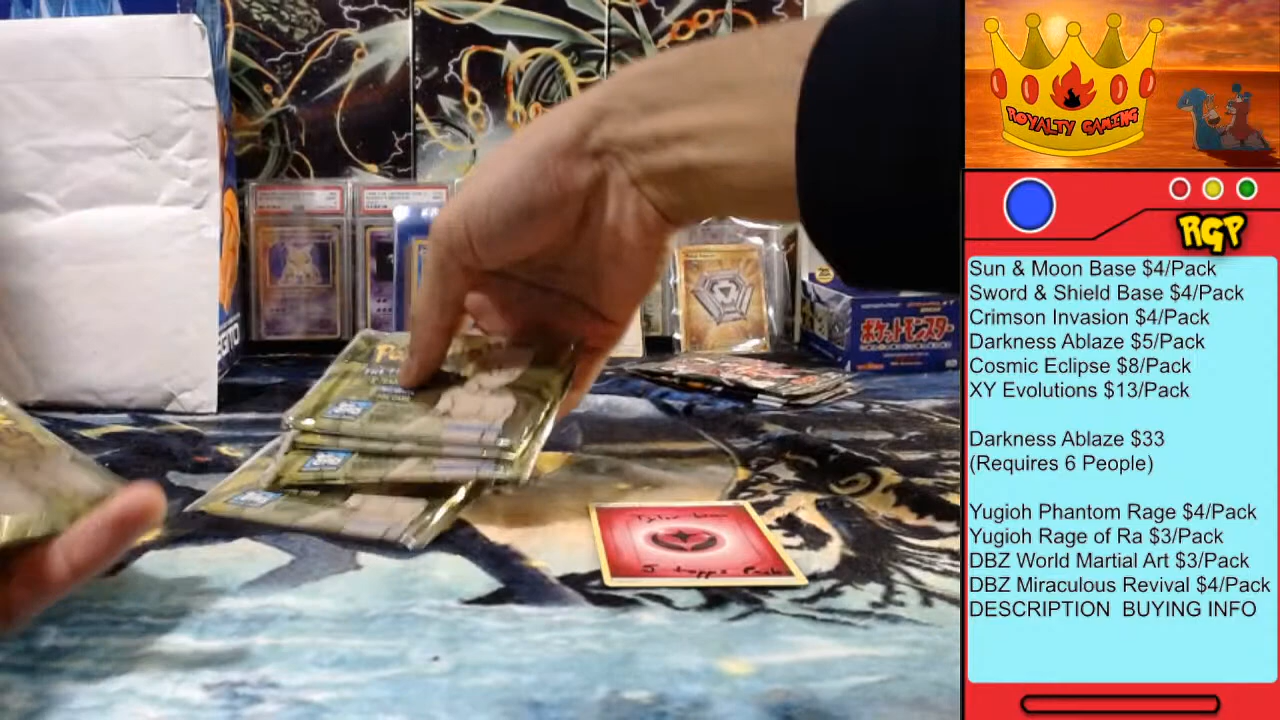 ROYALTY GAMING
RGP
Sun & Moon Base $4/Pack
Sword & Shield Base $4/Pack
Crimson Invasion $4/Pack
Darkness Ablaze $5/Pack
Cosmic Eclipse $8/Pack
XY Evolutions $13/Pack
Darkness Ablaze $33
(Requires 6 People)
Yugioh Phantom Rage $4/Pack
Yugioh Rage of Ra $3/Pack
DBZ World Martial Art $3/Pack
DBZ Miraculous Revival $4/Pack
DESCRIPTION BUYING INFO
ポケットモンスター